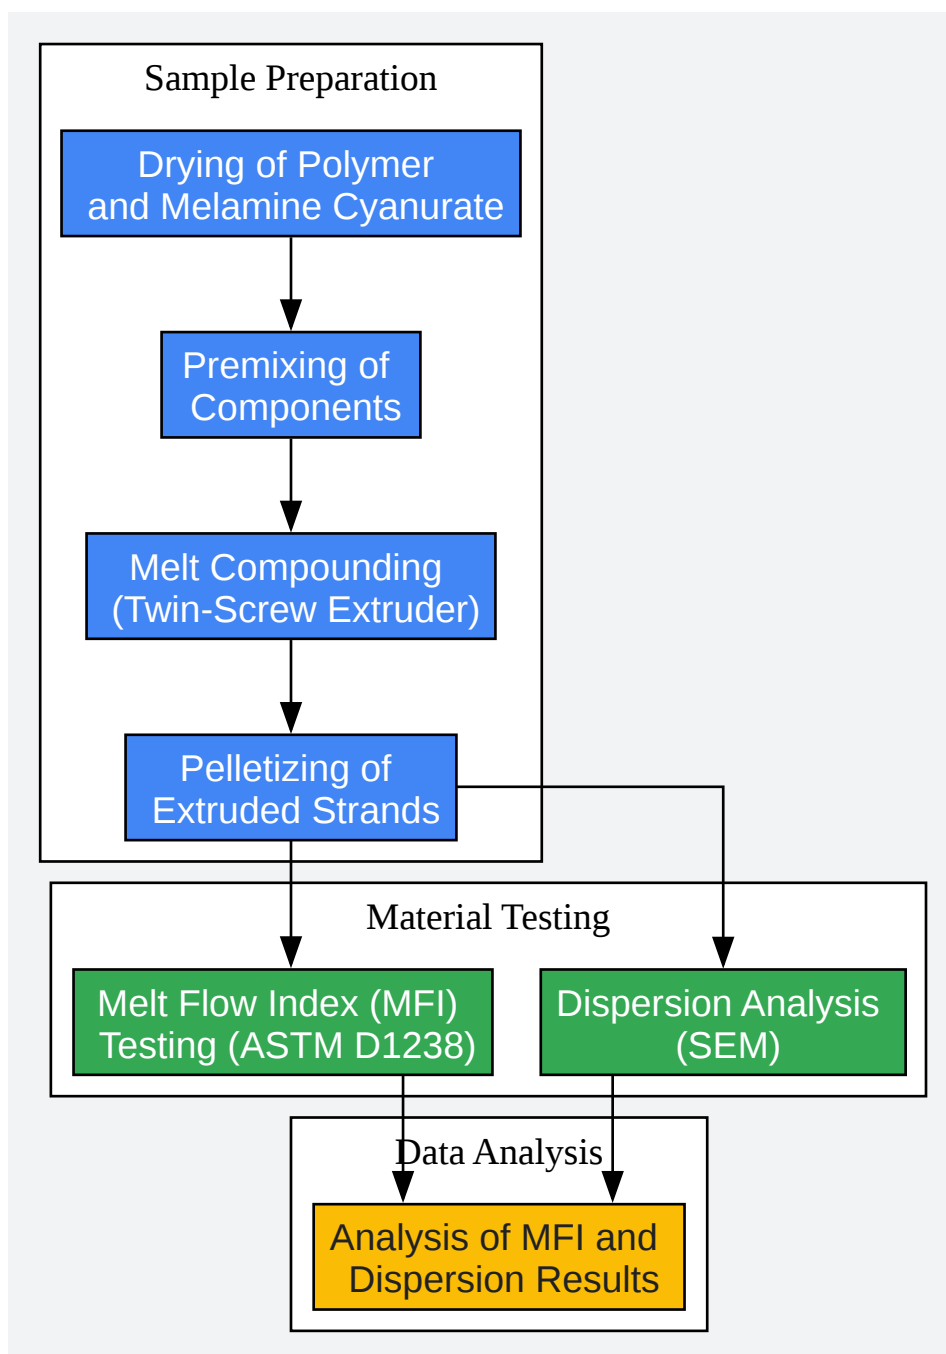 Sample Preparation
Drying of Polymer
and Melamine Cyanurate
Premixing of
Components
Melt Compounding
(Twin-Screw Extruder)
Pelletizing of
Extruded Strands
Material Testing
Melt Flow Index (MFI)
Testing (ASTM D1238)
Dispersion Analysis
(SEM)
Data Analysis
Analysis of MFI and
Dispersion Results